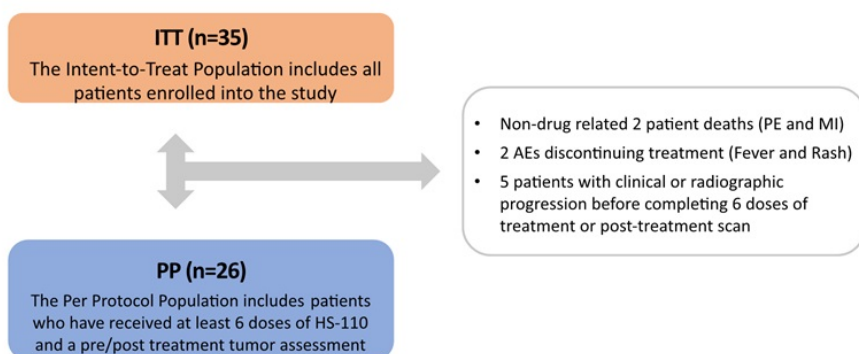 ITT (n=35)
The Intent-to-Treat Population includes all
patients enrolled into the study
• Non-drug related 2 patient deaths (PE and MI)
• 2 AEs discontinuing treatment (Fever and Rash)
• 5 patients with clinical or radiographic
progression before completing 6 doses of
treatment or post-treatment scan
PP (n=26)
The Per Protocol Population includes patients
who have received at least 6 doses of HS-110
and a pre/post treatment tumor assessment